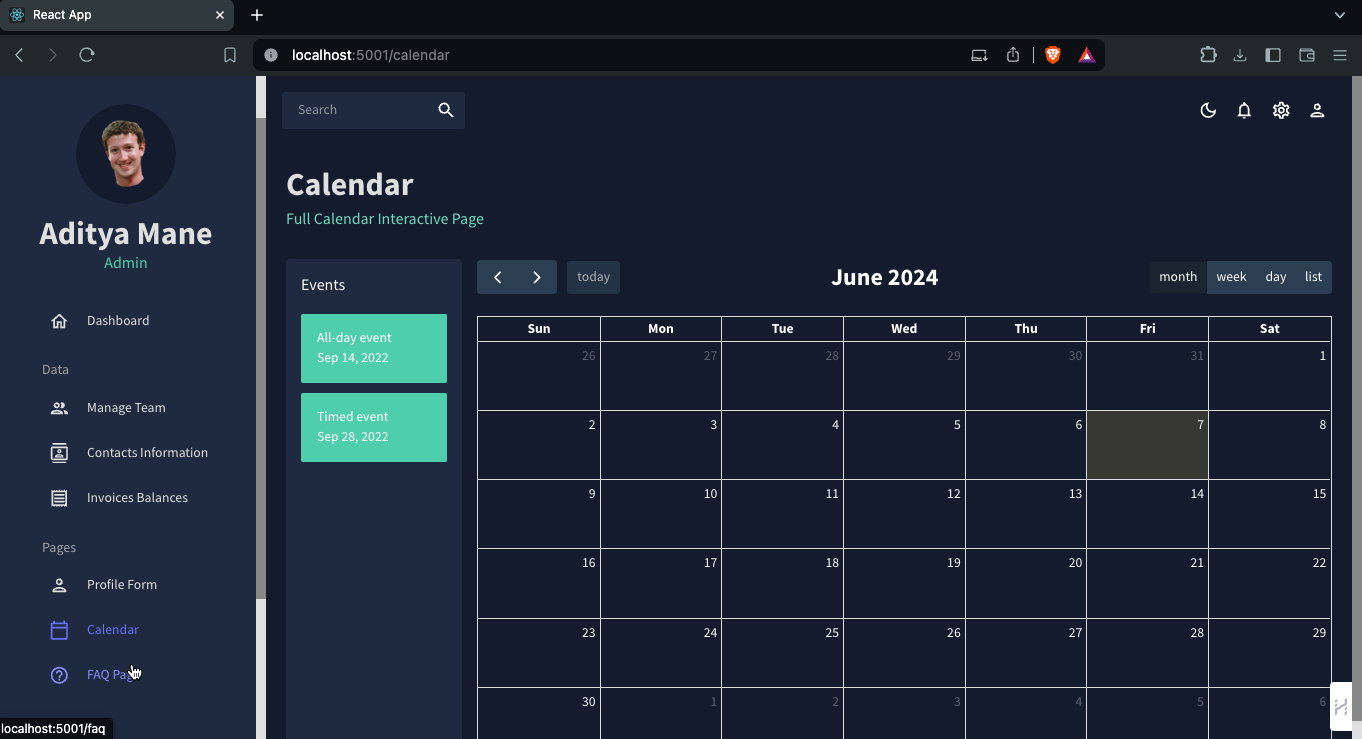 React App
localhost:5001/calendar
Search
Aditya Mane
Admin
Dashboard
Data
Manage Team
Contacts Information
Invoices Balances
Pages
Profile Form
Calendar
FAQ Pag
localhost:5001/faq
Calendar
Full Calendar Interactive Page
Events
All-day event
Sep 14, 2022
Timed event
Sep 28, 2022
today
June 2024
month week day list
Sun Mon Tue Wed Thu Fri Sat
26 27 28 29 30 31 1
2 3 4 5 6 7 8
9 10 11 12 13 14 15
16 17 18 19 20 21 22
23 24 25 26 27 28 29
30 1 2 3 4 5 6